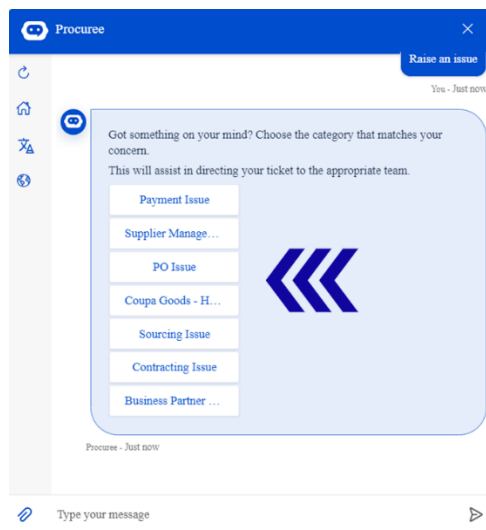 Procuree
Raise an issue
You - Just now
Got something on your mind? Choose the category that matches your
concern.
This will assist in directing your ticket to the appropriate team.
Payment Issue
Supplier Manage...
PO Issue
Coupa Goods - H...
Sourcing Issue
Contracting Issue
Business Partner ...
Procuree - Just now
Type your message